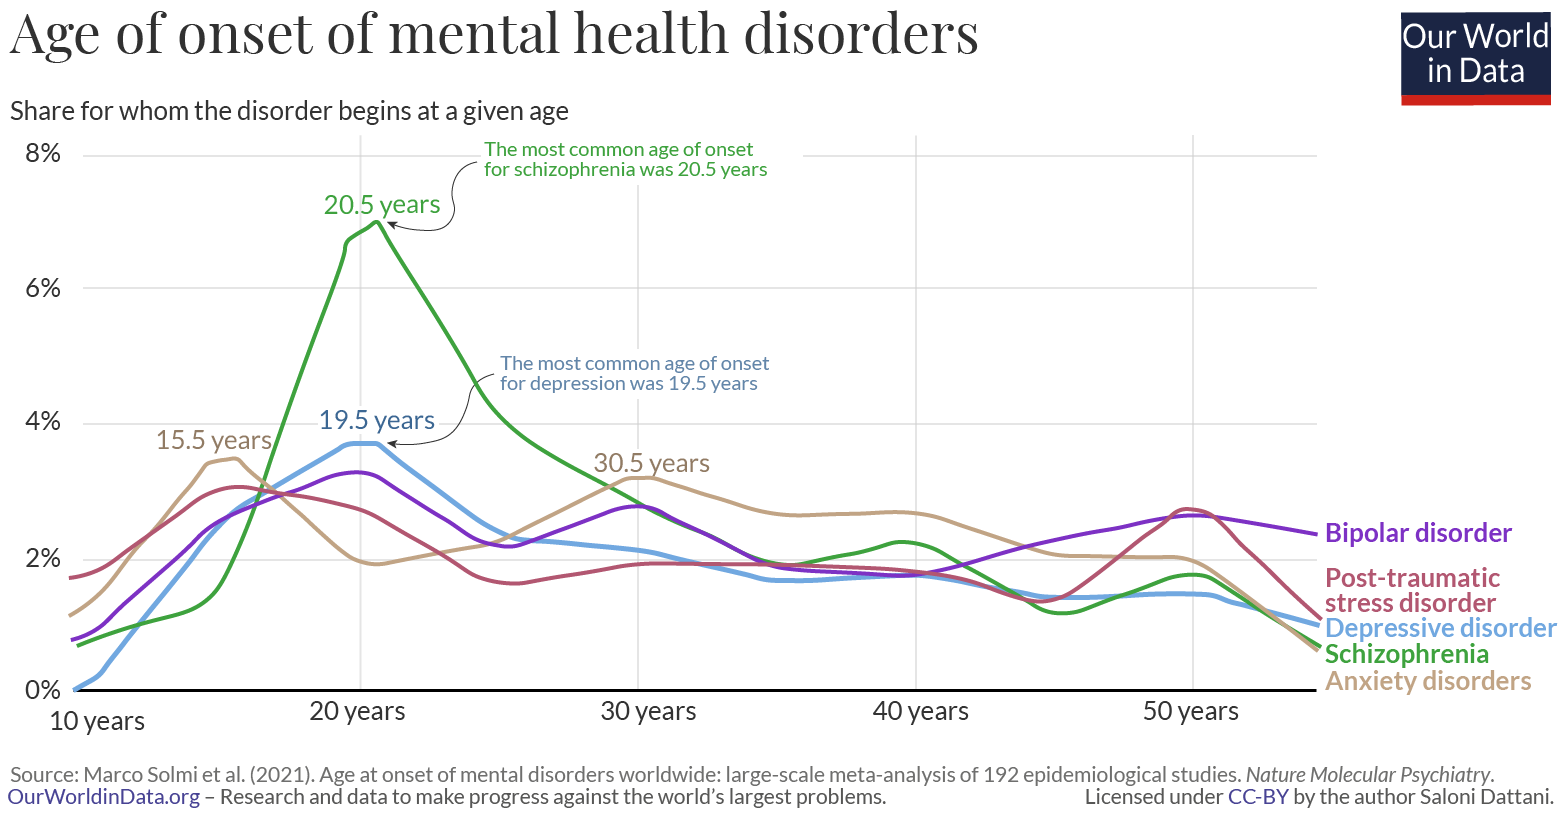 Age of onset of mental health disorders
Our World
in Data
Share for whom the disorder begins at a given age
8%
The most common age of onset
for schizophrenia was 20.5 years
20.5 years
6%
The most common age of onset
for depression was 19.5 years
4%
19.5 years
15.5 years
30.5 years
2%
Bipolar disorder
Post-traumatic
stress disorder
Depressive disorder
Schizophrenia
Anxiety disorders
0%
10 years
20 years
30 years
40 years
50 years
Source: Marco Solmi et al. (2021). Age at onset of mental disorders worldwide: large-scale meta-analysis of 192 epidemiological studies. Nature Molecular Psychiatry.
OurWorldinData.org – Research and data to make progress against the world's largest problems.
Licensed under CC-BY by the author Saloni Dattani.